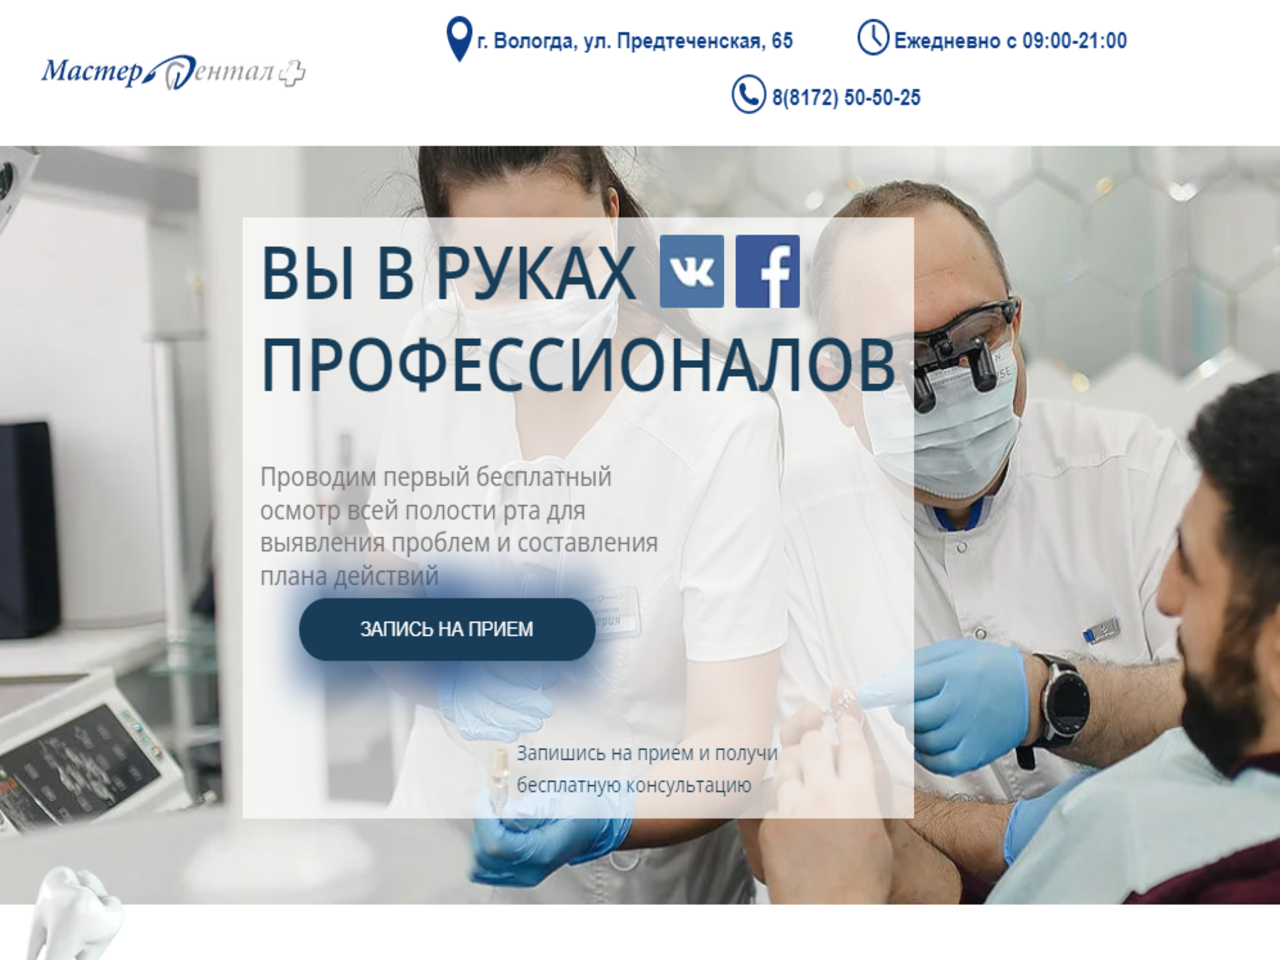 Мастер Дентал
г. Вологда, ул. Предтеченская, 65
Ежедневно с 09:00-21:00
8(8172) 50-50-25
ВЫ В РУКАХ
ПРОФЕССИОНАЛОВ
Проводим первый бесплатный
осмотр всей полости рта для
выявления проблем и составления
плана действий
ЗАПИСЬ НА ПРИЕМ
Запишись на прием и получи
бесплатную консультацию